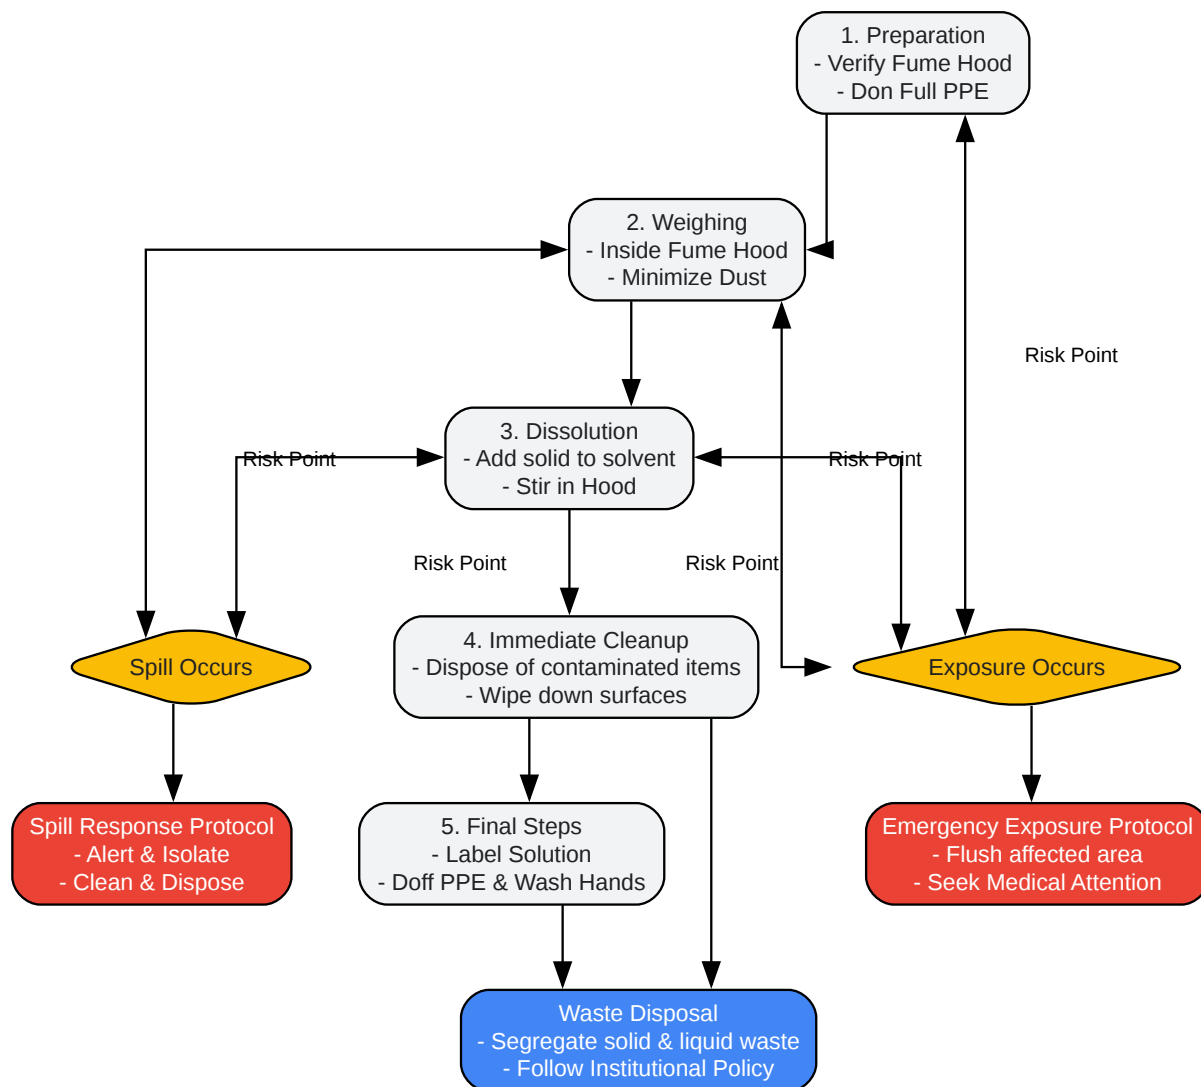 1. Preparation
- Verify Fume Hood
- Don Full PPE
2. Weighing
- Inside Fume Hood
- Minimize Dust
Risk Point
3. Dissolution
- Add solid to solvent
- Stir in Hood
Risk Point
Risk Point
Risk Point
Risk Point
4. Immediate Cleanup
- Dispose of contaminated items
- Wipe down surfaces
Spill Occurs
Exposure Occurs
Spill Response Protocol
- Alert & Isolate
- Clean & Dispose
5. Final Steps
- Label Solution
- Doff PPE & Wash Hands
Emergency Exposure Protocol
- Flush affected area
- Seek Medical Attention
Waste Disposal
- Segregate solid & liquid waste
- Follow Institutional Policy